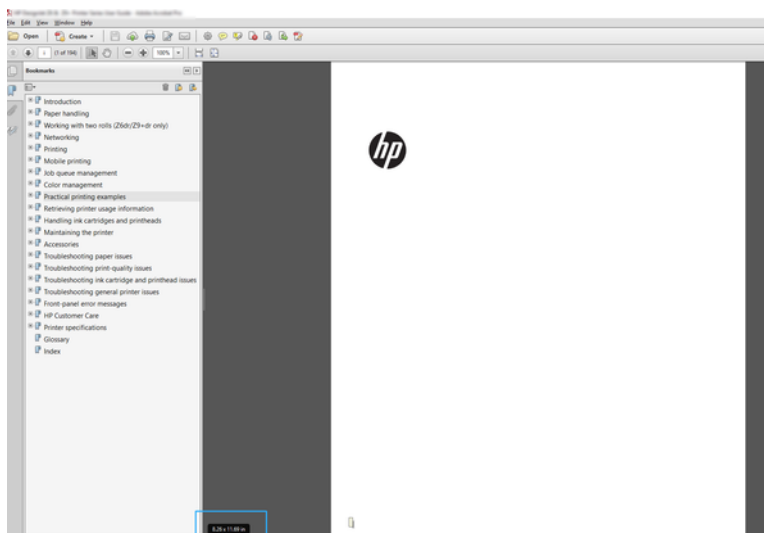 File Edit View Window Help
Open Create
1 (1 of 194) 100%
Bookmarks
Introduction
Paper handling
Working with two rolls (Z6dr/Z9+dr only)
Networking
Printing
Mobile printing
Job queue management
Color management
Practical printing examples
Retrieving printer usage information
Handling ink cartridges and printheads
Maintaining the printer
Accessories
Troubleshooting paper issues
Troubleshooting print-quality issues
Troubleshooting ink cartridge and printhead issues
Troubleshooting general printer issues
Front-panel error messages
HP Customer Care
Printer specifications
Glossary
Index
hp
8.26 x 11.69 in